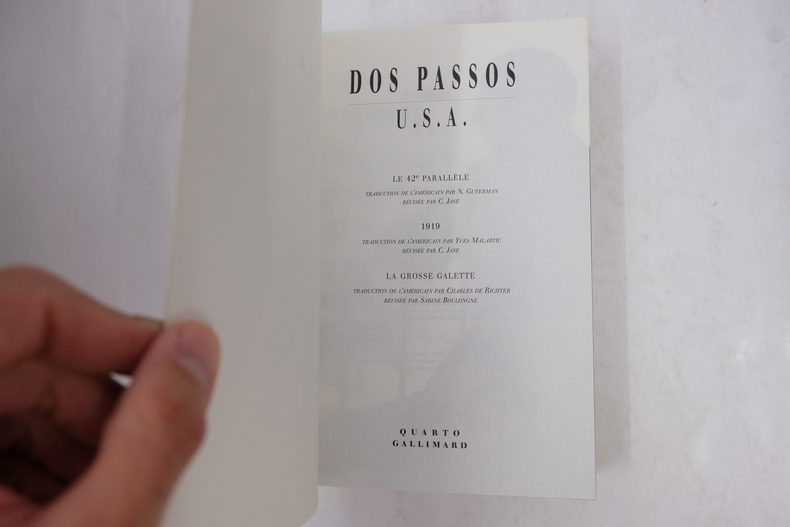 DOS PASSOS
U.S.A.
LE 42e PARALLÈLE
TRADUCTION DE L'AMÉRICAIN PAR N. GUTERMAN
RÉVISÉE PAR C. JASE
1919
TRADUCTION DE L'AMÉRICAIN PAR YVES MALARTIC
RÉVISÉE PAR C. JASE
LA GROSSE GALETTE
TRADUCTION DE L'AMÉRICAIN PAR CHARLES DE RICHTER
RÉVISÉE PAR SABINE BOULONGNE
QUARTO
GALLIMARD